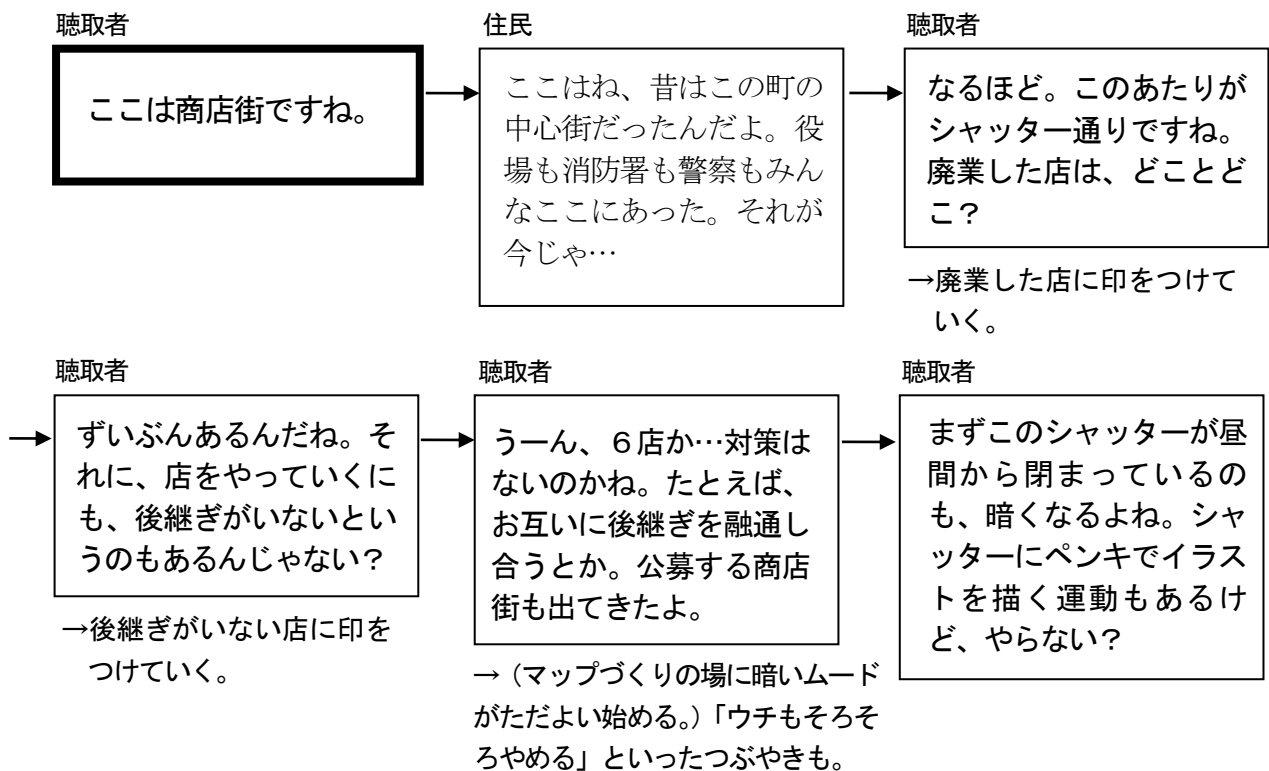 聴取者
ここは商店街ですね。
住民
ここはね、昔はこの町の
中心街だったんだよ。役
場も消防署も警察もみん
なここにあった。それが
今じゃ…
聴取者
なるほど。このあたりが
シャッター通りですね。
廃業した店は、どことど
こ？
→廃業した店に印をつけて
いく。
聴取者
ずいぶんあるんだね。そ
れに、店をやっていくに
も、後継ぎがいないとい
うのもあるんじゃない？
→後継ぎがいない店に印を
つけていく。
聴取者
うーん、６店か…対策は
ないのかね。たとえば、
お互いに後継ぎを融通し
合うとか。公募する商店
街も出てきたよ。
→（マップづくりの場に暗いムード
がただよい始める。）「ウチもそろそ
ろやめる」といったつぶやきも。
聴取者
まずこのシャッターが昼
間から閉まっているの
も、暗くなるよね。シャ
ッターにペンキでイラス
トを描く運動もあるけ
ど、やらない？